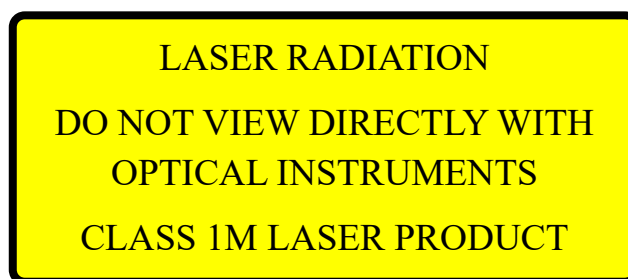 LASER RADIATION
DO NOT VIEW DIRECTLY WITH
OPTICAL INSTRUMENTS
CLASS 1M LASER PRODUCT